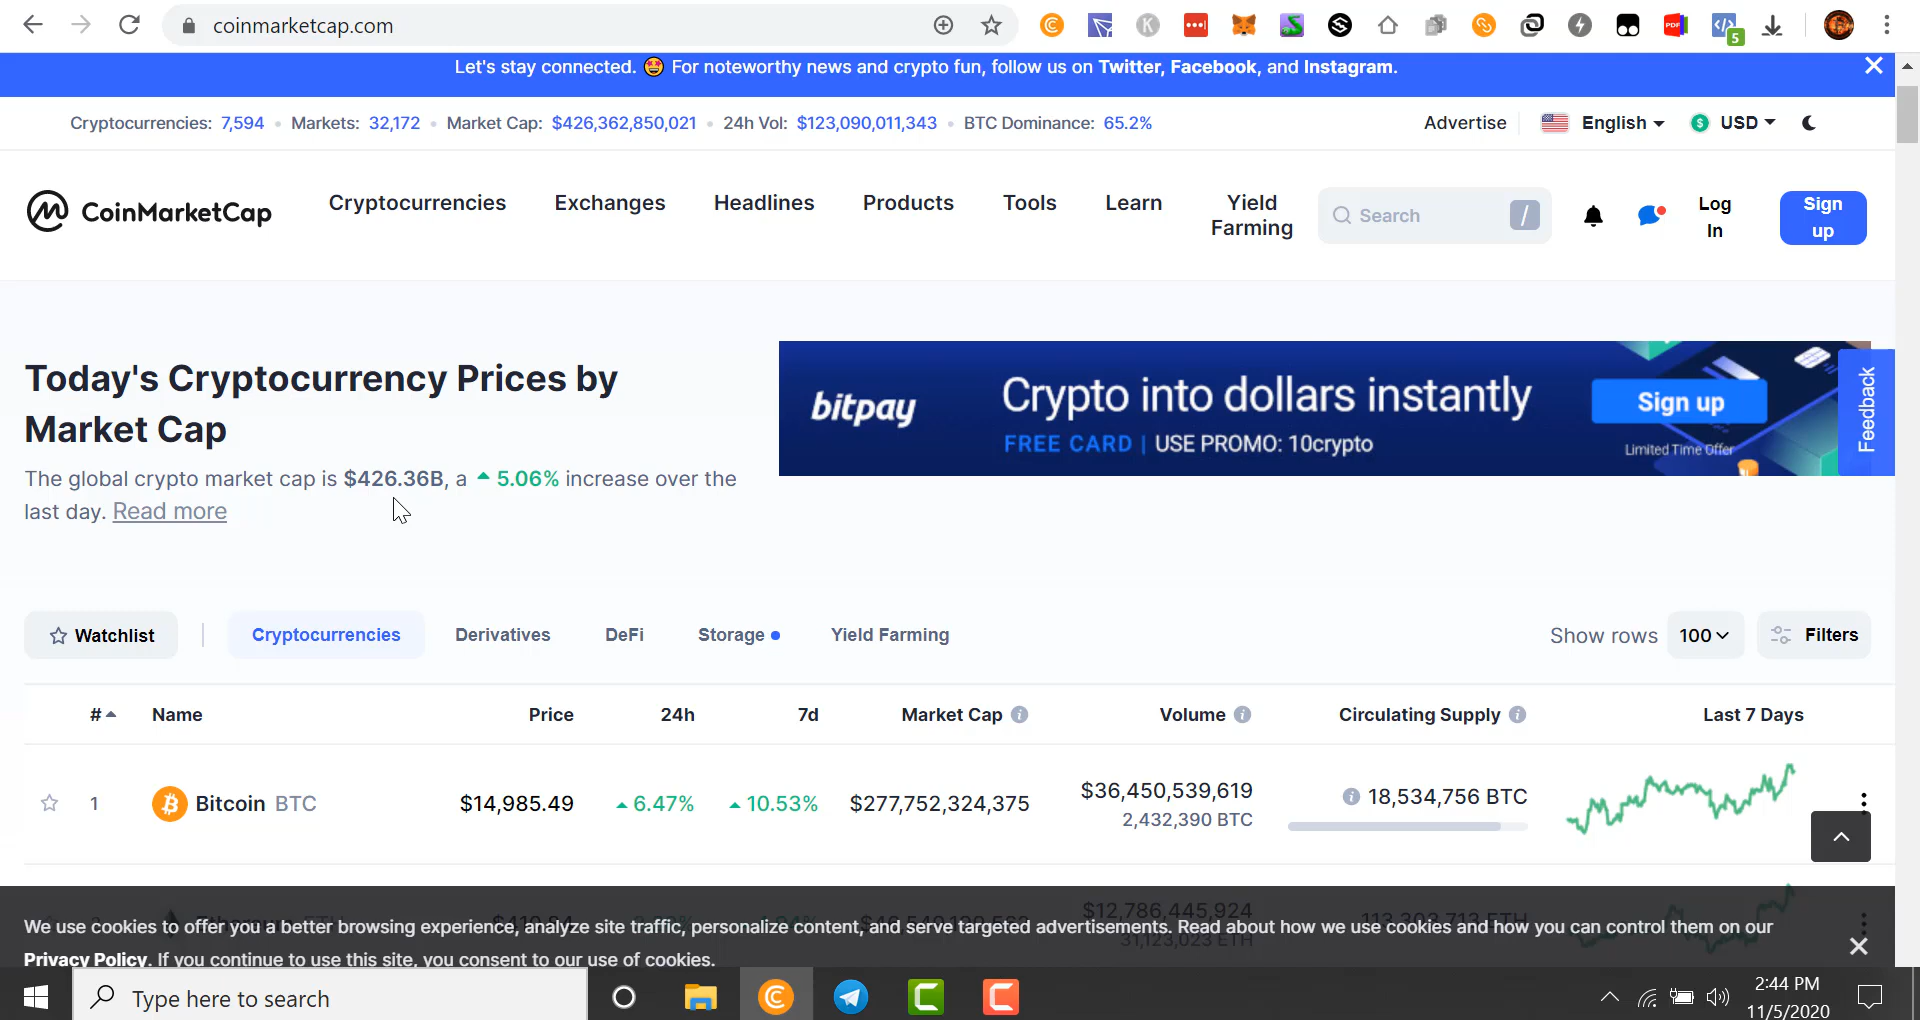 coinmarketcap.com
PDF
5
Let's stay connected. 🤩 For noteworthy news and crypto fun, follow us on Twitter, Facebook, and Instagram.
Cryptocurrencies: 7,594 • Markets: 32,172 • Market Cap: $426,362,850,021 • 24h Vol: $123,090,011,343 • BTC Dominance: 65.2%
Advertise English USD
CoinMarketCap
Cryptocurrencies Exchanges Headlines Products Tools Learn Yield Farming
Search /
Log In
Sign up
Today's Cryptocurrency Prices by
Market Cap
The global crypto market cap is $426.36B, a 5.06% increase over the
last day. Read more
bitpay
Crypto into dollars instantly
FREE CARD | USE PROMO: 10crypto
Sign up
Limited Time Offer
Feedback
Watchlist | Cryptocurrencies Derivatives DeFi Storage Yield Farming
Show rows 100 Filters
# Name Price 24h 7d Market Cap Volume Circulating Supply Last 7 Days
1 Bitcoin BTC $14,985.49 6.47% 10.53% $277,752,324,375 $36,450,539,619 18,534,756 BTC
2,432,390 BTC
$12,786,445,924
31,123,023 ETH
We use cookies to offer you a better browsing experience, analyze site traffic, personalize content, and serve targeted advertisements. Read about how we use cookies and how you can control them on our
Privacy Policy. If you continue to use this site, you consent to our use of cookies.
Type here to search
2:44 PM
11/5/2020